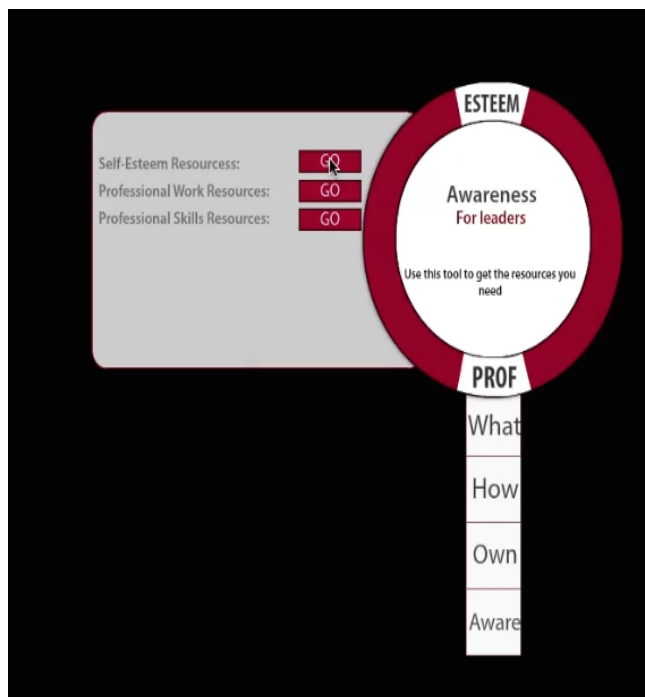 ESTEEM
Self-Esteem Resourcess: GO
Professional Work Resources: GO
Professional Skills Resources: GO
Awareness
For leaders
Use this tool to get the resources you
need
PROF
What
How
Own
Aware